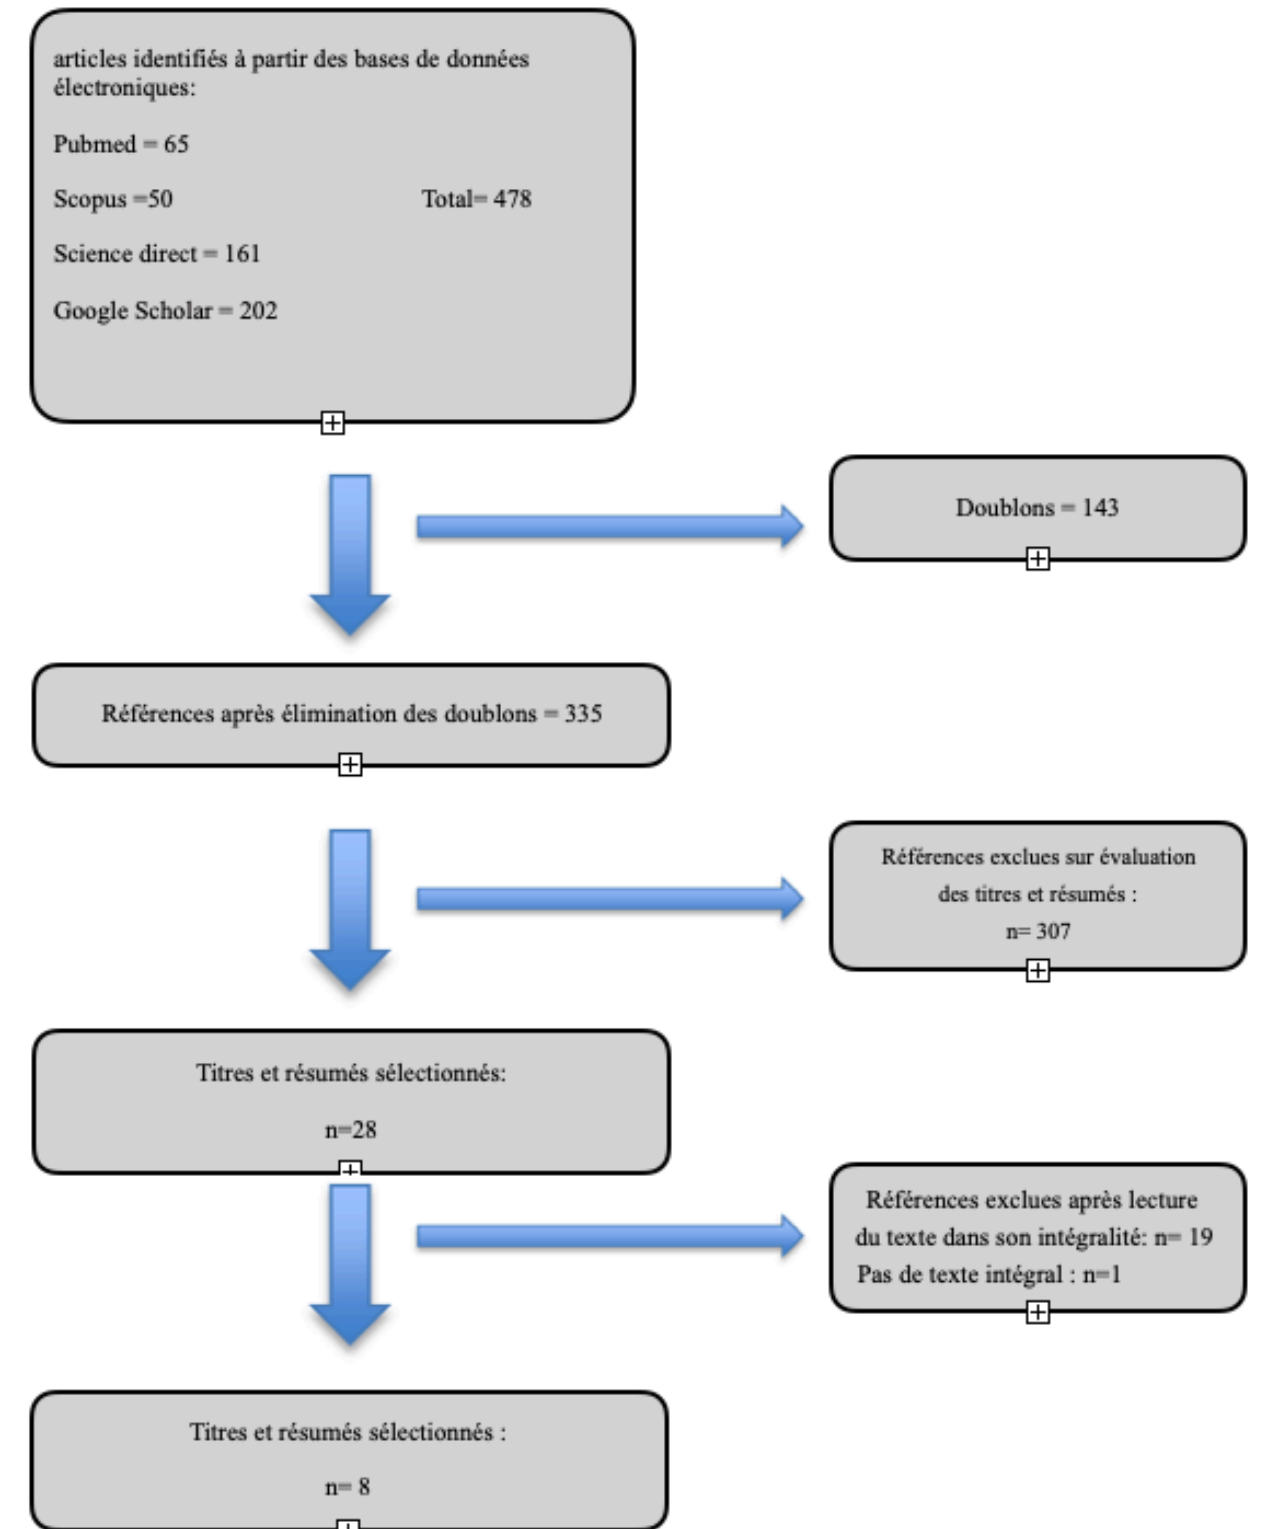 articles identifiés à partir des bases de données
électroniques:
Pubmed = 65
Scopus =50 Total= 478
Science direct = 161
Google Scholar = 202
Doublons = 143
Références après élimination des doublons = 335
Références exclues sur évaluation
des titres et résumés :
n= 307
Titres et résumés sélectionnés:
n=28
Références exclues après lecture
du texte dans son intégralité: n= 19
Pas de texte intégral : n=1
Titres et résumés sélectionnés :
n= 8